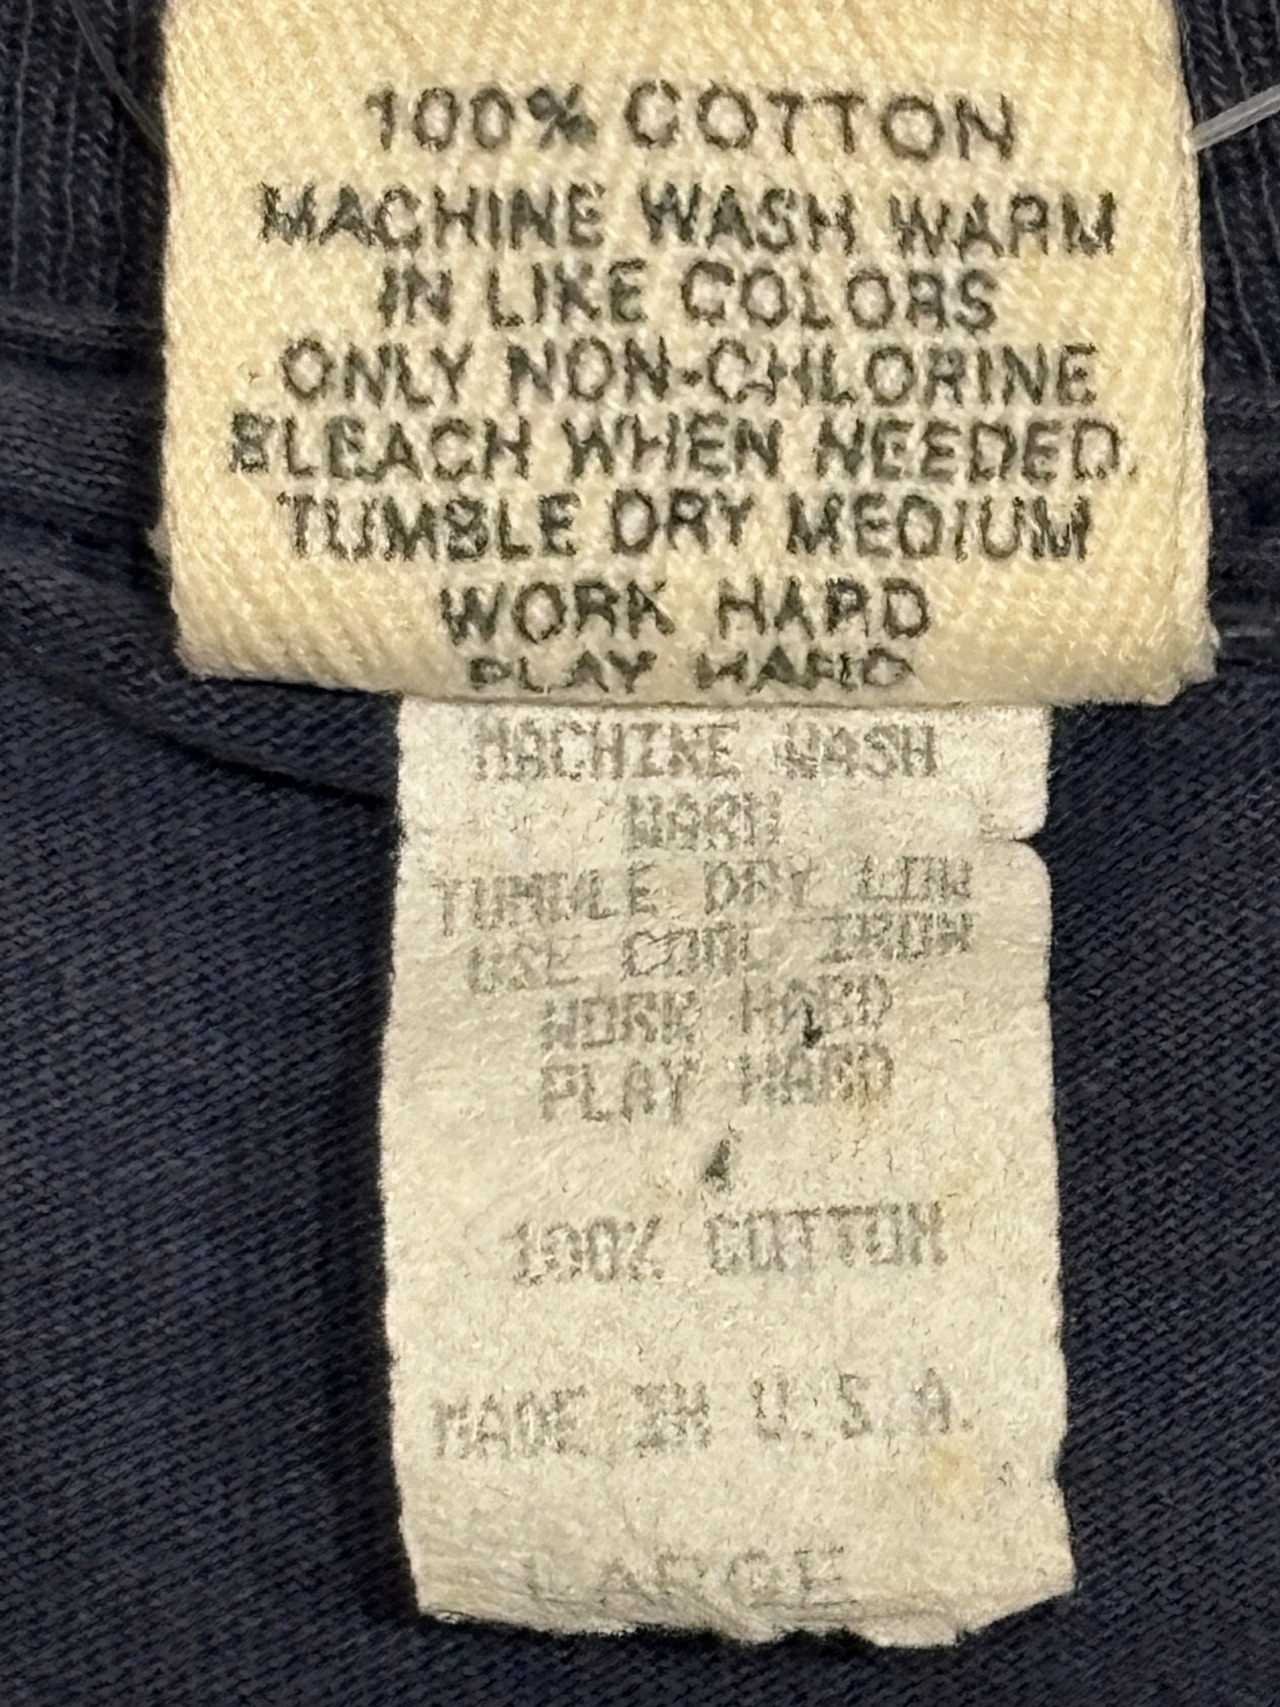 100% COTTON
MACHINE WASH WARM
IN LIKE COLORS
ONLY NON-CHLORINE
BLEACH WHEN NEEDED.
TUMBLE DRY MEDIUM
WORK HARD
PLAY HARD
MACHINE WASH
WARM
TUMBLE DRY LOW
USE COOL IRON
WORK HARD
PLAY HARD
100% COTTON
MADE IN U.S.A.
LARGE